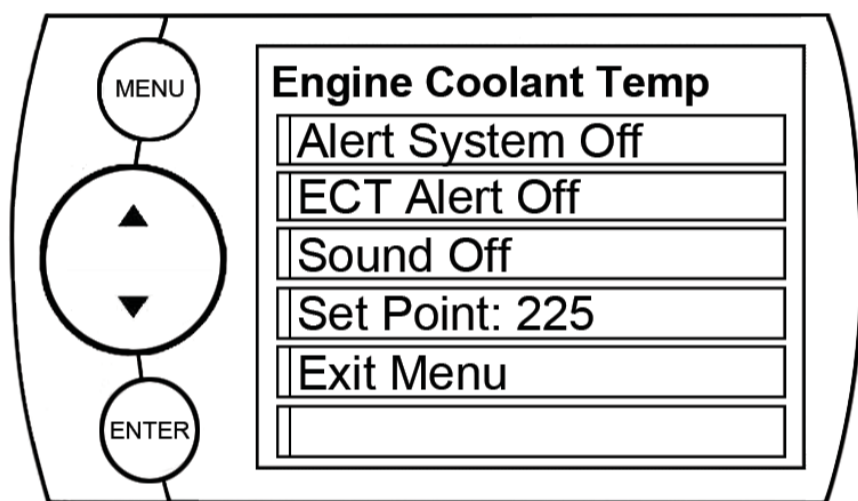 MENU
ENTER
Engine Coolant Temp
Alert System Off
ECT Alert Off
Sound Off
Set Point: 225
Exit Menu